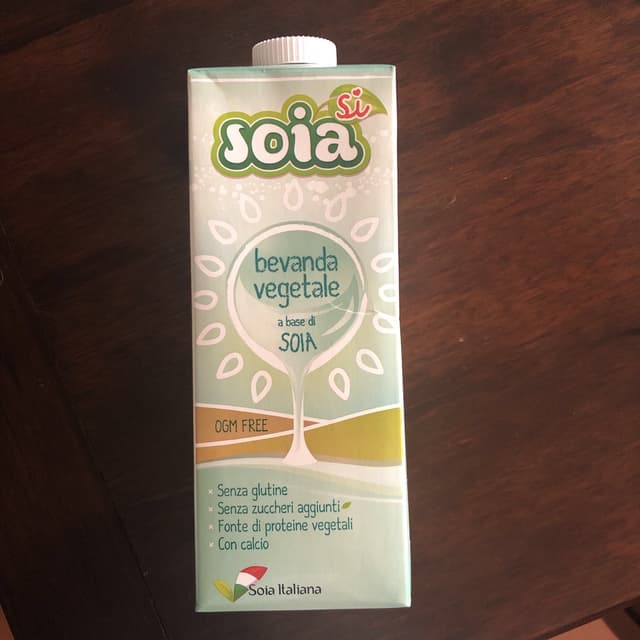 Si
soia
bevanda
vegetale
a base di
SOIA
OGM FREE
Senza glutine
Senza zuccheri aggiunti
Fonte di proteine vegetali
Con calcio
Soia Italiana